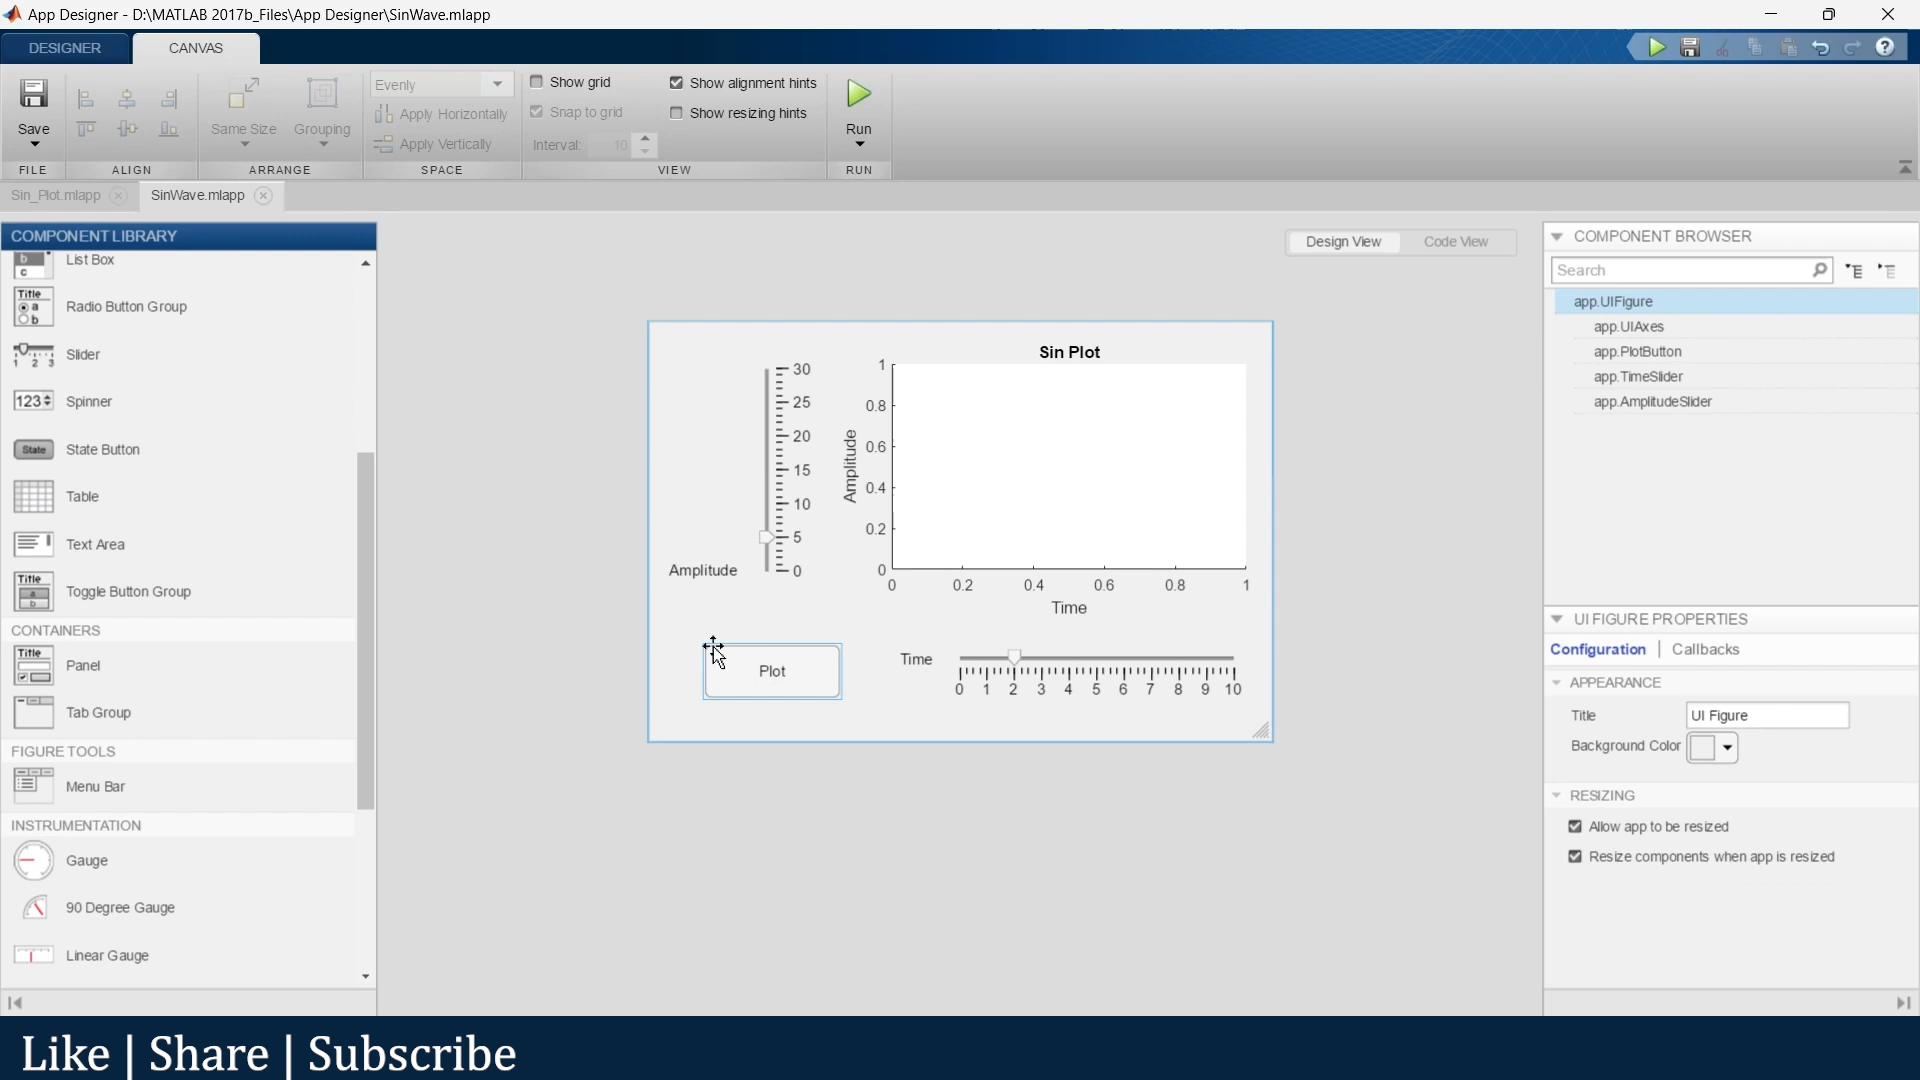 App Designer - D:\MATLAB 2017b_Files\App Designer\SinWave.mlapp
DESIGNER
CANVAS
Save
Same Size
Grouping
Evenly
Apply Horizontally
Apply Vertically
Show grid
Snap to grid
Interval: 10
Show alignment hints
Show resizing hints
Run
FILE
ALIGN
ARRANGE
SPACE
VIEW
RUN
Sin_Plot.mlapp
SinWave.mlapp
COMPONENT LIBRARY
b
c
List Box
Title
a
b
Radio Button Group
1 2 3
Slider
123
Spinner
State
State Button
Table
Text Area
Title
a
b
Toggle Button Group
CONTAINERS
Title
Panel
Tab Group
FIGURE TOOLS
Menu Bar
INSTRUMENTATION
Gauge
90 Degree Gauge
Linear Gauge
Design View
Code View
Sin Plot
30
25
20
15
10
5
0
Amplitude
1
0.8
0.6
0.4
0.2
0
Amplitude
0 0.2 0.4 0.6 0.8 1
Time
Plot
Time
0 1 2 3 4 5 6 7 8 9 10
COMPONENT BROWSER
Search
app.UIFigure
app.UIAxes
app.PlotButton
app.TimeSlider
app.AmplitudeSlider
UI FIGURE PROPERTIES
Configuration | Callbacks
APPEARANCE
Title
UI Figure
Background Color
RESIZING
Allow app to be resized
Resize components when app is resized
Like | Share | Subscribe